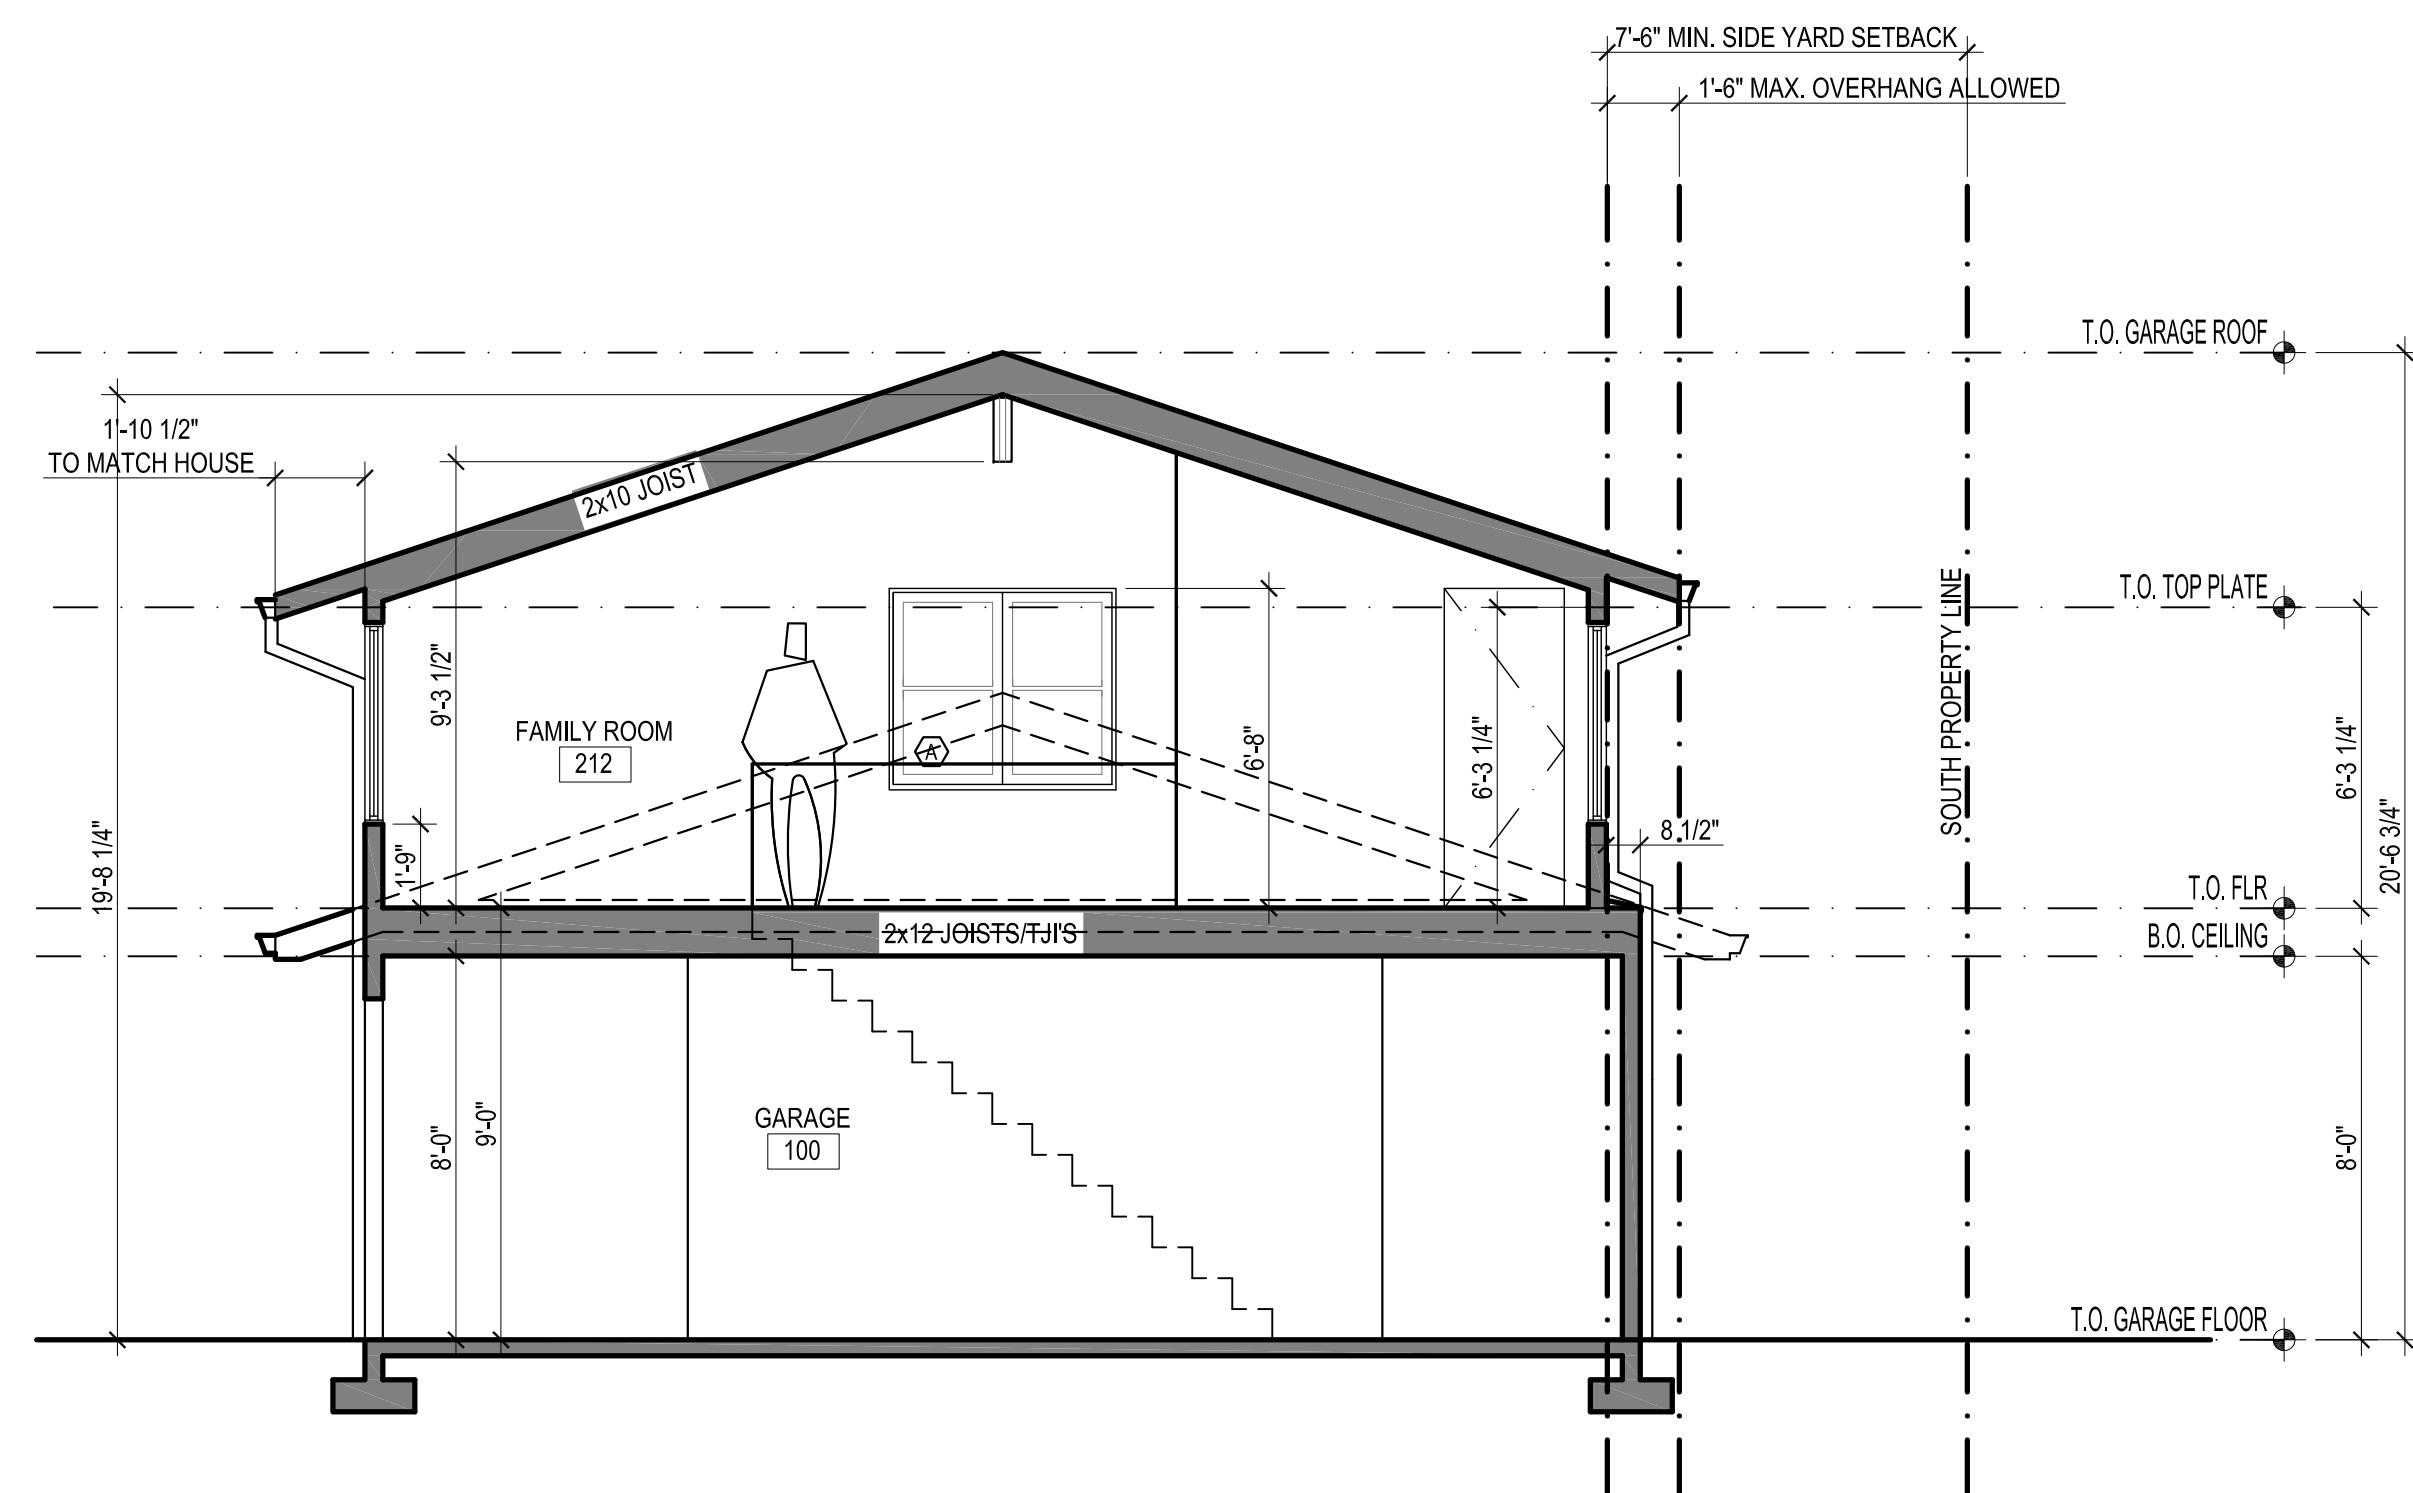 7'-6" MIN. SIDE YARD SETBACK
1'-6" MAX. OVERHANG ALLOWED
T.O. GARAGE ROOF
1'-10 1/2"
TO MATCH HOUSE
2x10 JOIST
T.O. TOP PLATE
SOUTH PROPERTY LINE
9'-3 1/2"
FAMILY ROOM
212
A
6'-8"
6'-3 1/4"
6'-3 1/4"
8 1/2"
19'-8 1/4"
1'-9"
20'-6 3/4"
T.O. FLR
2x12 JOISTS/TJI'S
B.O. CEILING
8'-0"
9'-0"
GARAGE
100
8'-0"
T.O. GARAGE FLOOR